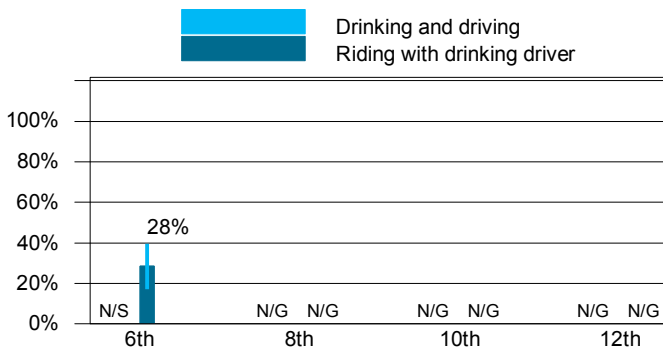 Drinking and driving
Riding with drinking driver
100%
80%
60%
40%
20%
0%
28%
N/S N/G N/G N/G N/G N/G N/G
6th 8th 10th 12th